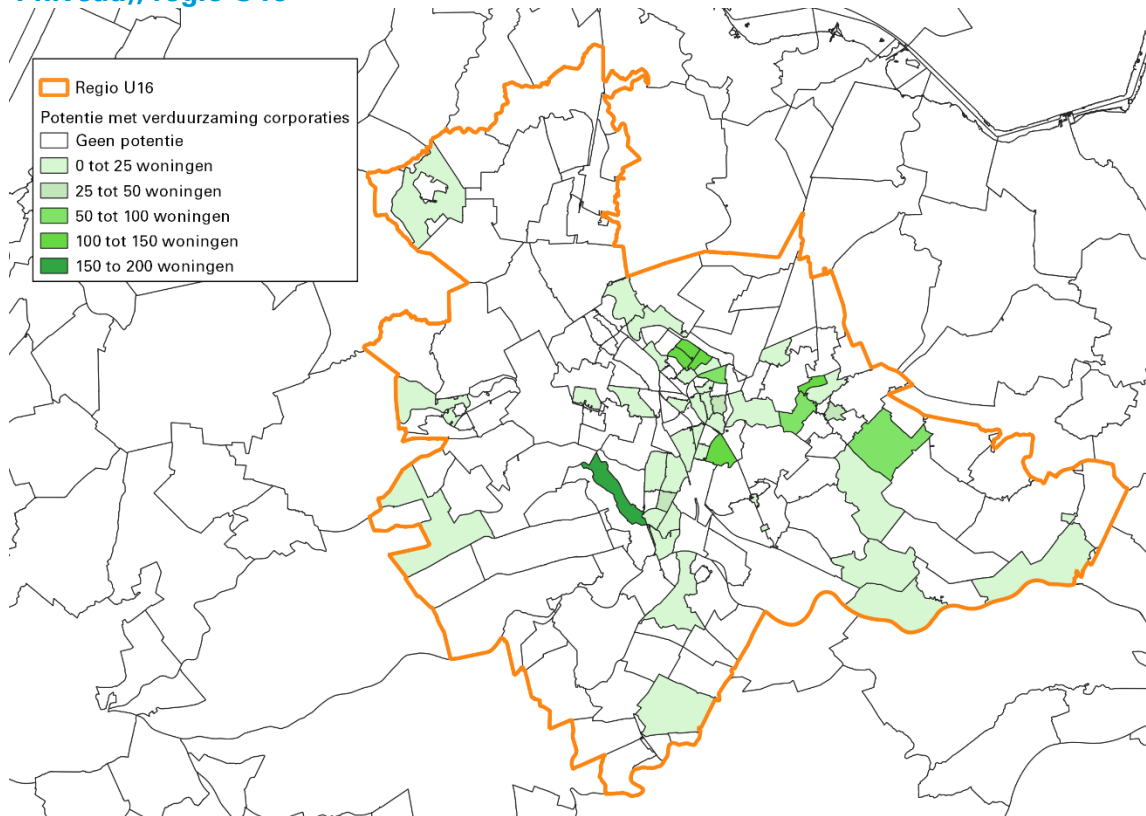 Regio U16
Potentie met verduurzaming corporaties
Geen potentie
0 tot 25 woningen
25 tot 50 woningen
50 tot 100 woningen
100 tot 150 woningen
150 to 200 woningen